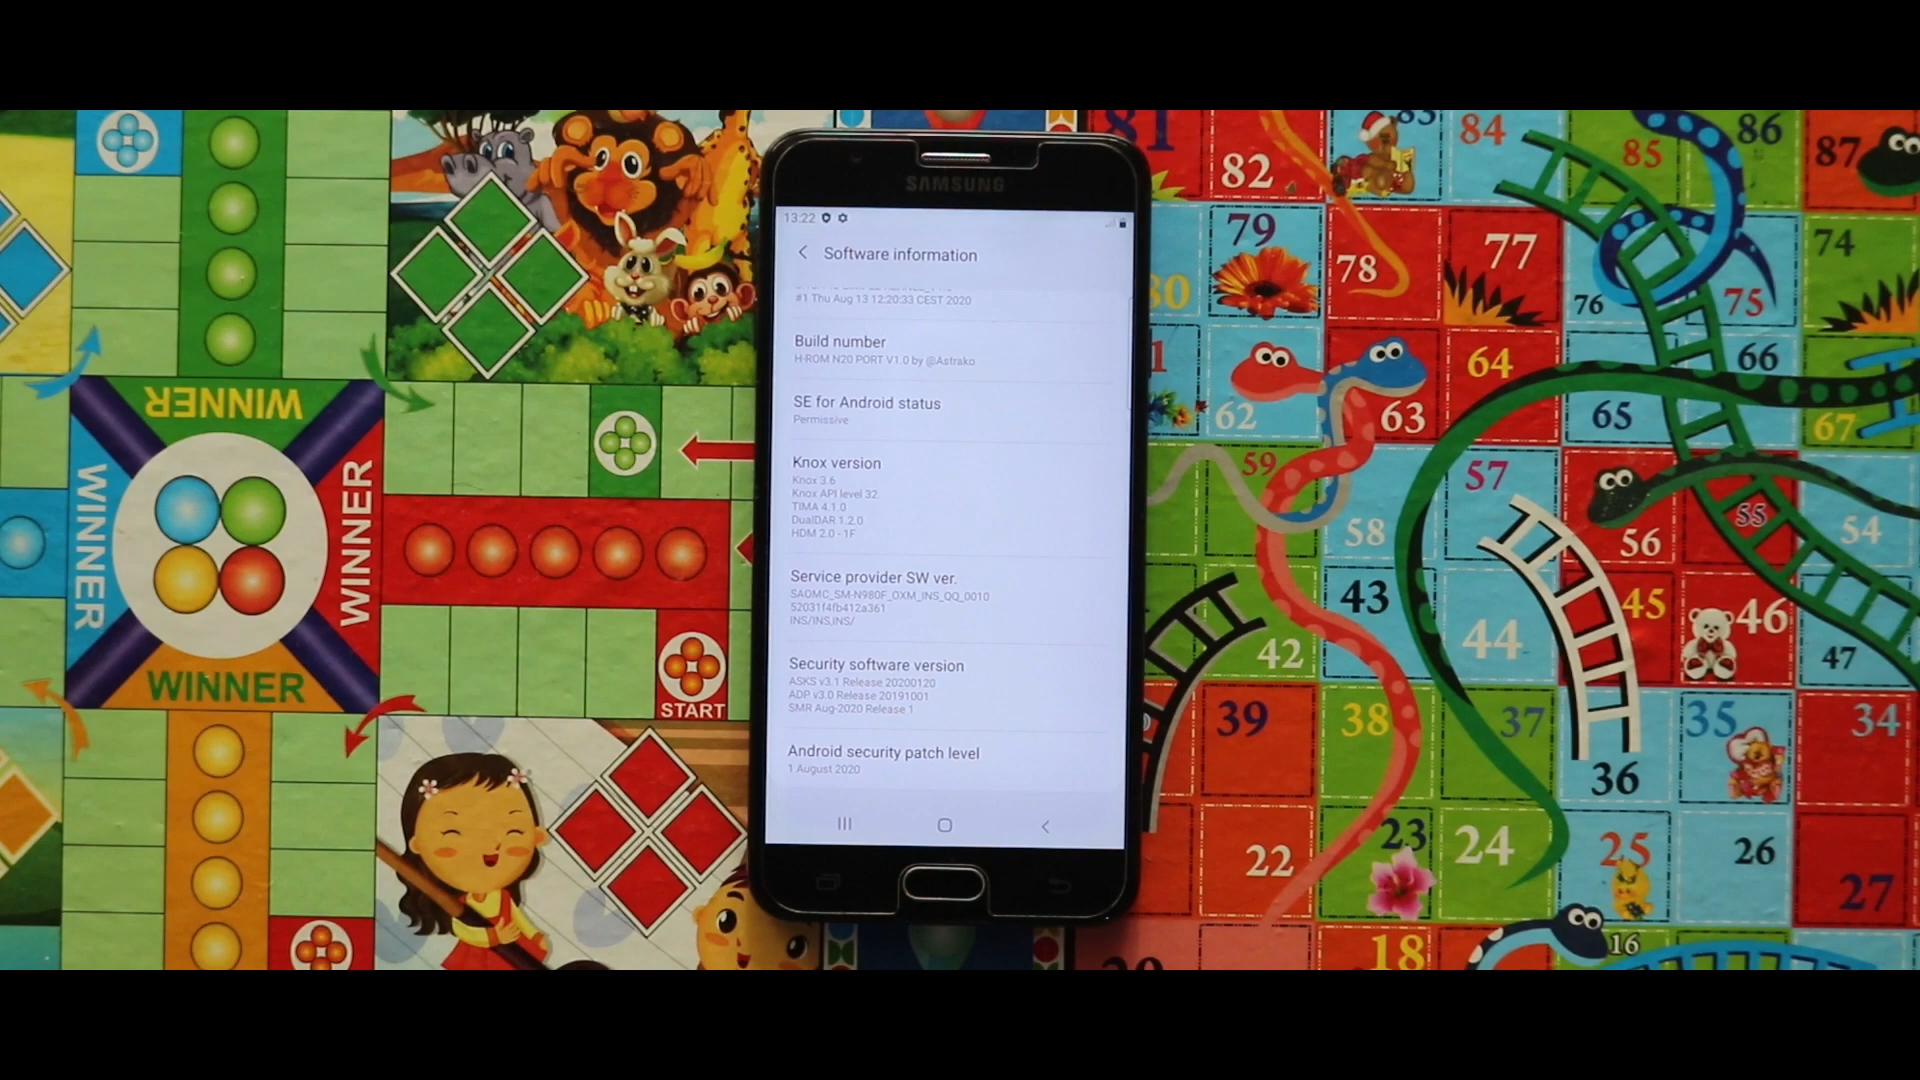 SAMSUNG
13:22
Software information
#1 Thu Aug 13 12:20:33 CEST 2020
Build number
H-ROM N20 PORT V1.0 by @Astrako
SE for Android status
Permissive
Knox version
Knox 3.6
Knox API level 32
TIMA 4.1.0
DualDAR 1.2.0
HDM 2.0 - 1F
Service provider SW ver.
SAOMC_SM-N980F_OXM_INS_QQ_0010
52031f4fb412a361
INS/INS,INS/
Security software version
ASKS v3.1 Release 20200120
ADP v3.0 Release 20191001
SMR Aug-2020 Release 1
Android security patch level
1 August 2020
WINNER
WINNER
WINNER
WINNER
START
81
82
83
84
85
86
87
80
79
78
77
76
75
74
62
63
64
65
66
67
59
58
57
56
55
54
42
43
44
45
46
47
39
38
37
36
35
34
22
23
24
25
26
27
18
16